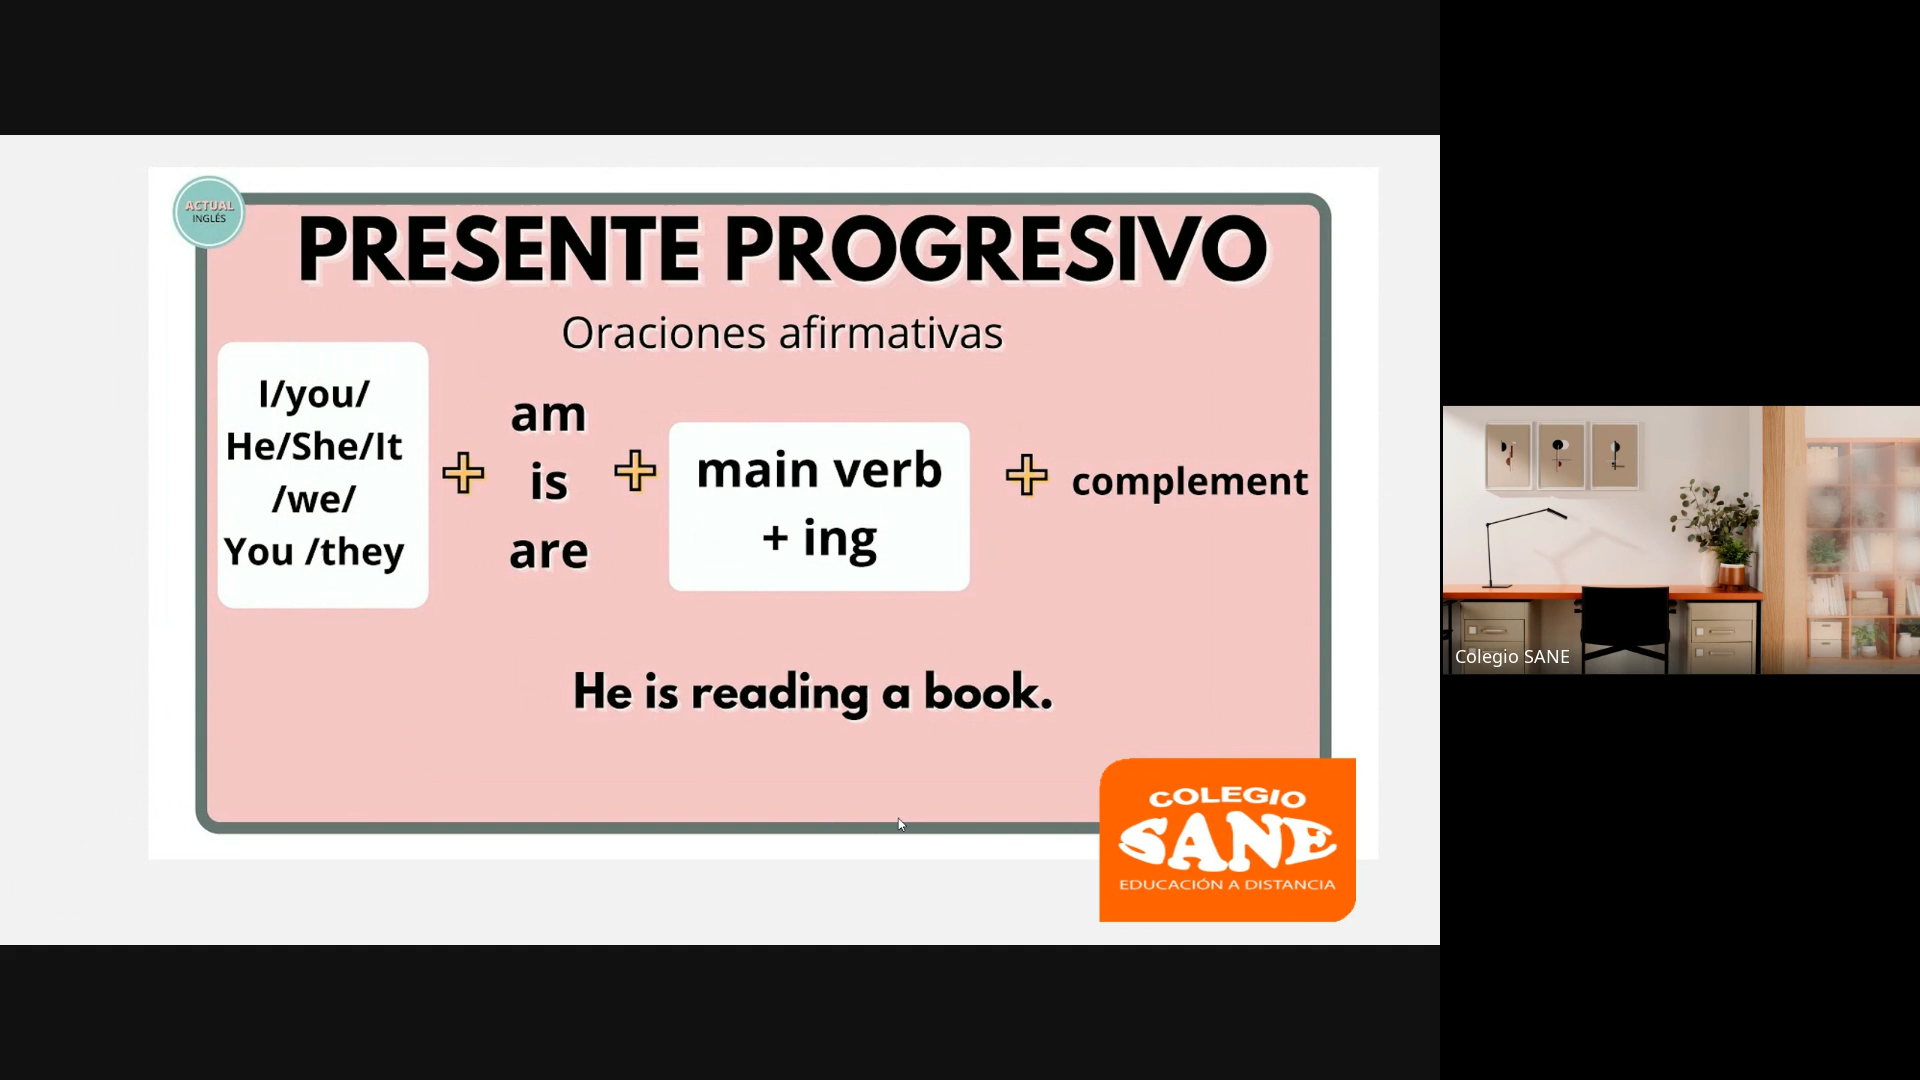 ACTUAL
INGLÉS
PRESENTE PROGRESIVO
Oraciones afirmativas
I/you/
He/She/It
/we/
You /they
+
am
is
are
+
main verb
+ ing
+
complement
He is reading a book.
COLEGIO
SANE
EDUCACIÓN A DISTANCIA
Colegio SANE